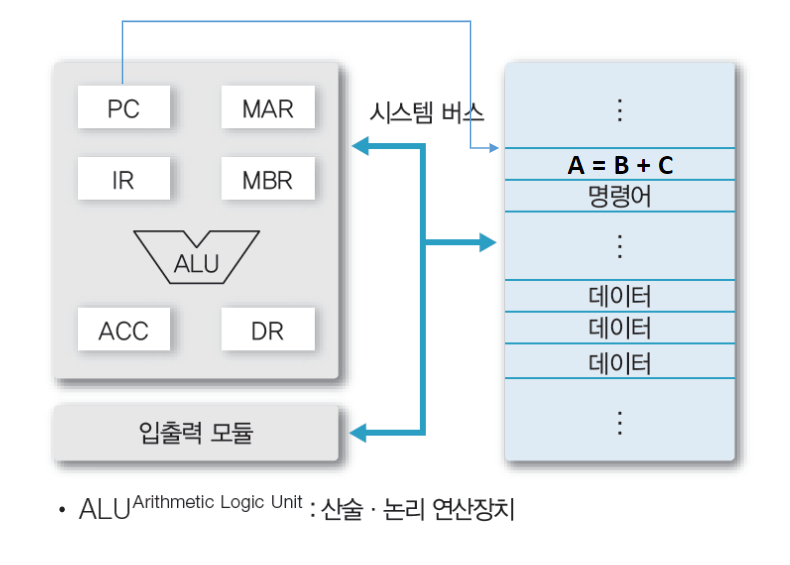 PC
MAR
시스템 버스
IR
MBR
ALU
ACC
DR
입출력 모듈
⋮
A = B + C
명령어
⋮
데이터
데이터
데이터
⋮
• ALU Arithmetic Logic Unit : 산술 · 논리 연산장치